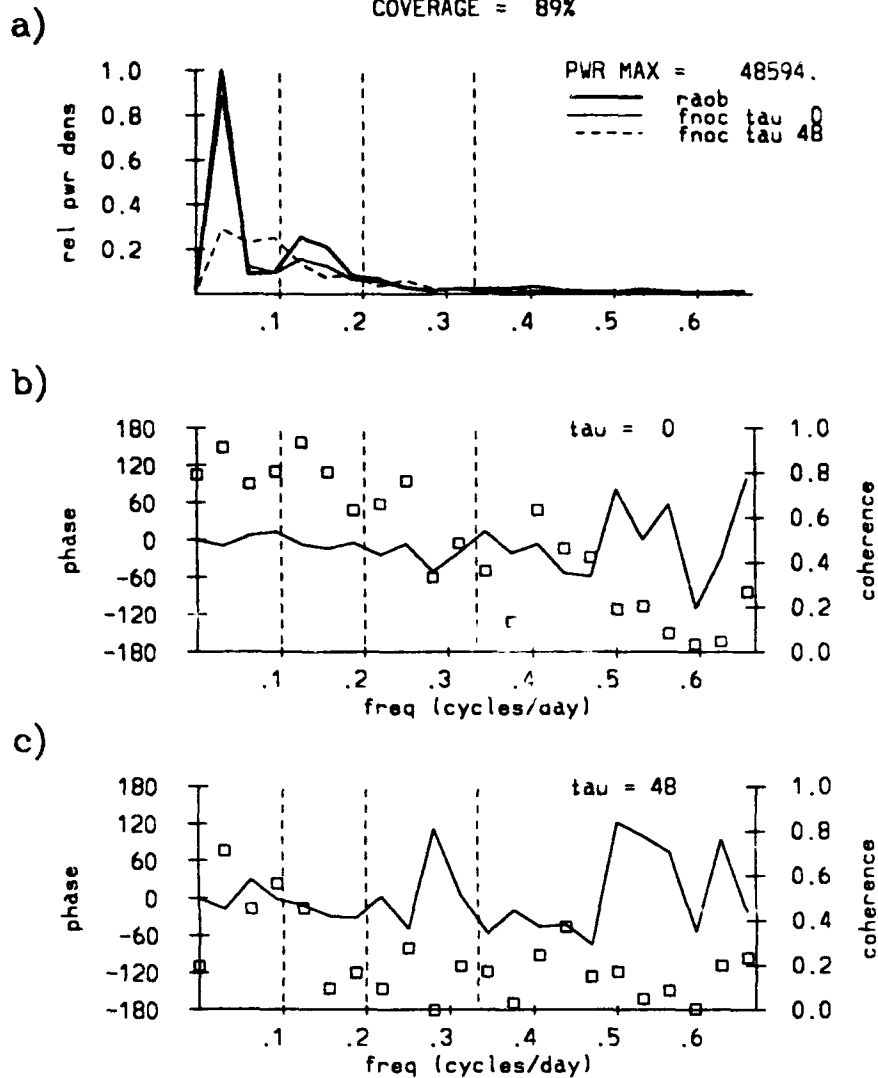 COVERAGE = 89%
a)
PWR MAX = 48594.
raob
fnoc tau 0
fnoc tau 48
rel pwr dens
1.0
0.8
0.6
0.4
0.2
.1 .2 .3 .4 .5 .6
b)
tau = 0
phase
180
120
60
0
-60
-120
-180
1.0
0.8
0.6
0.4
0.2
0.0
coherence
.1 .2 .3 .4 .5 .6
freq (cycles/day)
c)
tau = 48
phase
180
120
60
0
-60
-120
-180
1.0
0.8
0.6
0.4
0.2
0.0
coherence
.1 .2 .3 .4 .5 .6
freq (cycles/day)